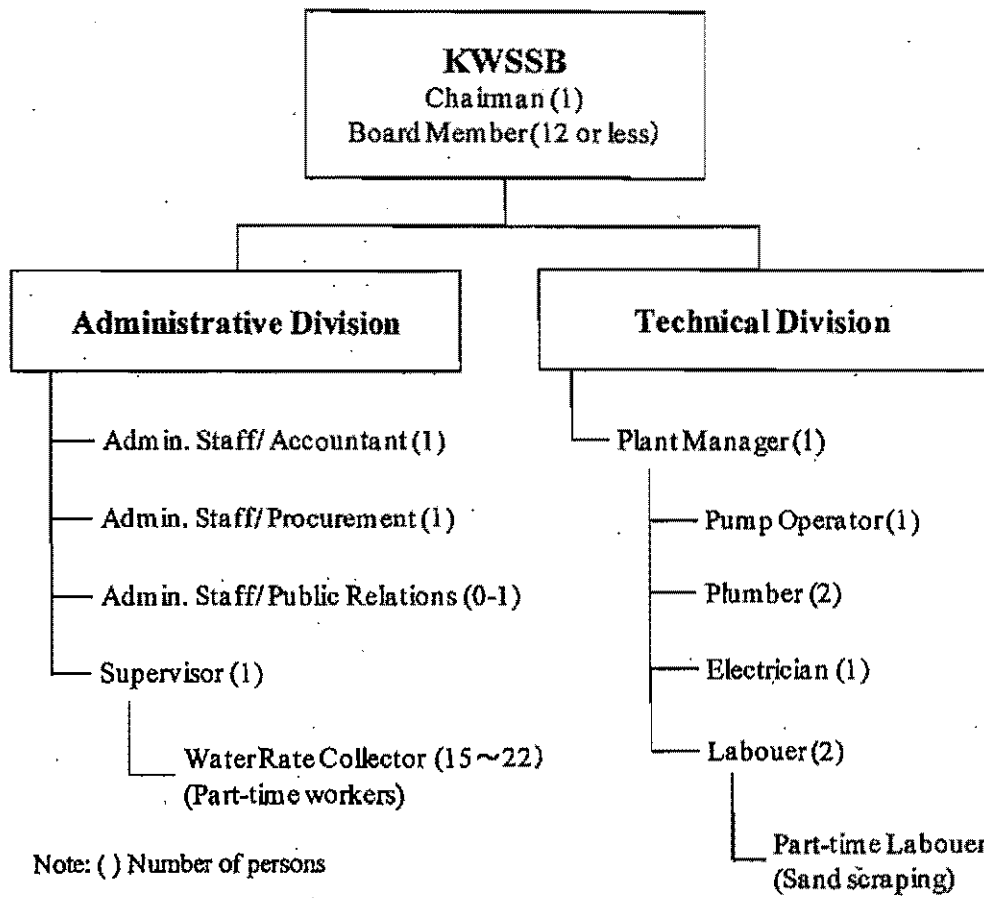 KWSSB
Chairman (1)
Board Member (12 or less)
Administrative Division
Admin. Staff/ Accountant (1)
Admin. Staff/ Procurement (1)
Admin. Staff/ Public Relations (0-1)
Supervisor (1)
Water Rate Collector (15～22)
(Part-time workers)
Note: ( ) Number of persons
Technical Division
Plant Manager (1)
Pump Operator (1)
Plumber (2)
Electrician (1)
Labouer (2)
Part-time Labouer
(Sand scraping)